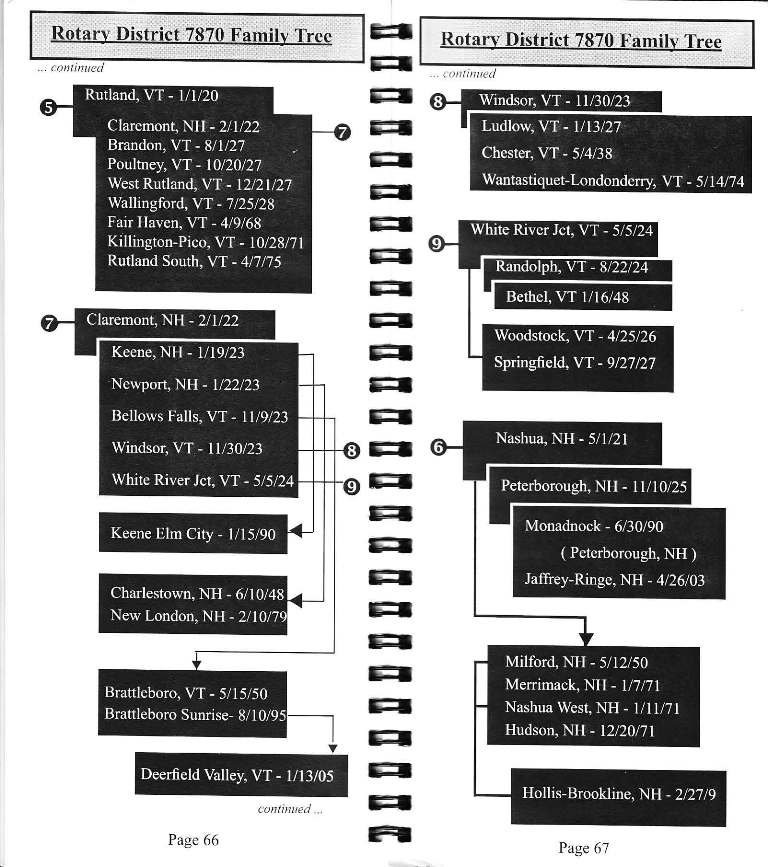 Rotary District 7870 Family Tree
... continued
❺
Rutland, VT - 1/1/20
Claremont, NH - 2/1/22
❼
Brandon, VT - 8/1/27
Poultney, VT - 10/20/27
West Rutland, VT - 12/21/27
Wallingford, VT - 7/25/28
Fair Haven, VT - 4/9/68
Killington-Pico, VT - 10/28/71
Rutland South, VT - 4/7/75
❼
Claremont, NH - 2/1/22
Keene, NH - 1/19/23
Newport, NH - 1/22/23
Bellows Falls, VT - 11/9/23
Windsor, VT - 11/30/23
❽
White River Jct, VT - 5/5/24
❾
Keene Elm City - 1/15/90
Charlestown, NH - 6/10/48
New London, NH - 2/10/79
Brattleboro, VT - 5/15/50
Brattleboro Sunrise- 8/10/95
Deerfield Valley, VT - 1/13/05
continued ...
Page 66
Rotary District 7870 Family Tree
... continued
❽
Windsor, VT - 11/30/23
Ludlow, VT - 1/13/27
Chester, VT - 5/4/38
Wantastiquet-Londonderry, VT - 5/14/74
❾
White River Jct, VT - 5/5/24
Randolph, VT - 8/22/24
Bethel, VT 1/16/48
Woodstock, VT - 4/25/26
Springfield, VT - 9/27/27
❻
Nashua, NH - 5/1/21
Peterborough, NH - 11/10/25
Monadnock - 6/30/90
( Peterborough, NH )
Jaffrey-Ringe, NH - 4/26/03
Milford, NH - 5/12/50
Merrimack, NH - 1/7/71
Nashua West, NH - 1/11/71
Hudson, NH - 12/20/71
Hollis-Brookline, NH - 2/27/9
Page 67